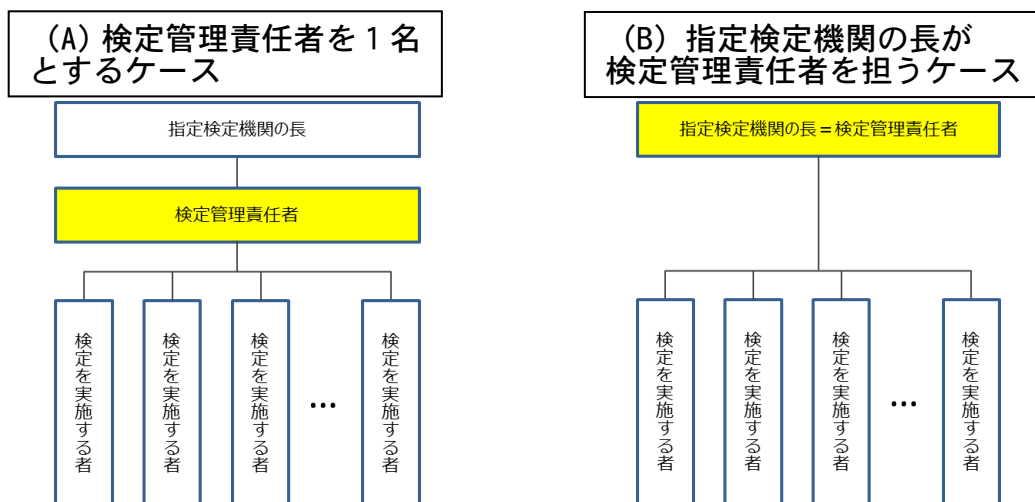 （A）検定管理責任者を１名
とするケース
指定検定機関の長
検定管理責任者
検定を実施する者
検定を実施する者
検定を実施する者
…
検定を実施する者
（B）指定検定機関の長が
検定管理責任者を担うケース
指定検定機関の長＝検定管理責任者
検定を実施する者
検定を実施する者
検定を実施する者
…
検定を実施する者